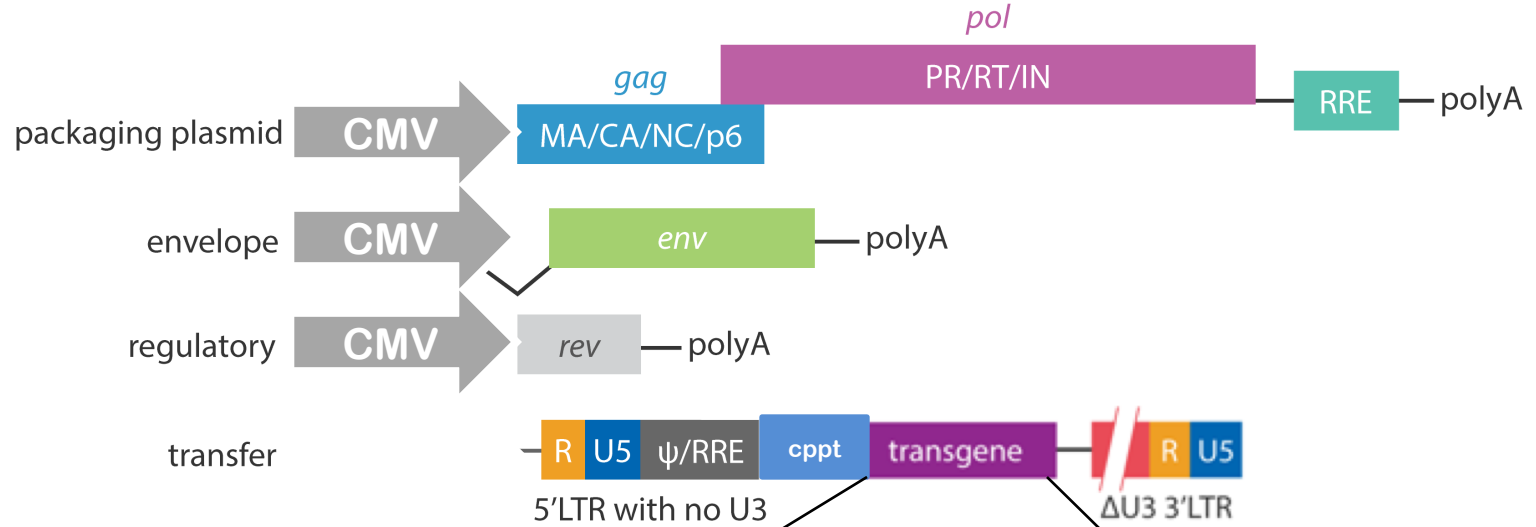 pol
gag
PR/RT/IN
packaging plasmid CMV MA/CA/NC/p6 RRE polyA
envelope CMV env polyA
regulatory CMV rev polyA
transfer R U5 ψ/RRE cppt transgene R U5
5'LTR with no U3 ΔU3 3'LTR